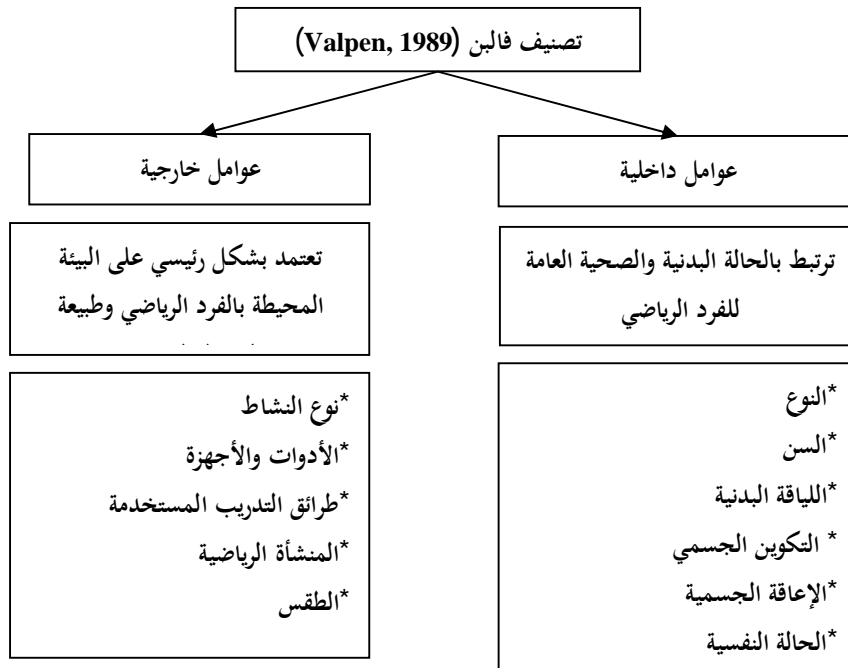 تصنيف فالبن (Valpen, 1989)
عوامل داخلية
ترتبط بالحالة البدنية والصحية العامة
للفرد الرياضي
*النوع
*السن
*اللياقة البدنية
* التكوين الجسمي
*الإعاقة الجسمية
*الحالة النفسية
عوامل خارجية
تعتمد بشكل رئيسي على البيئة
المحيطة بالفرد الرياضي وطبيعة
*نوع النشاط
*الأدوات والأجهزة
*طرائق التدريب المستخدمة
*المنشأة الرياضية
*الطقس